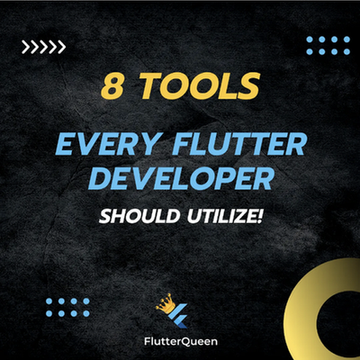 8 TOOLS
EVERY FLUTTER
DEVELOPER
SHOULD UTILIZE!
FlutterQueen